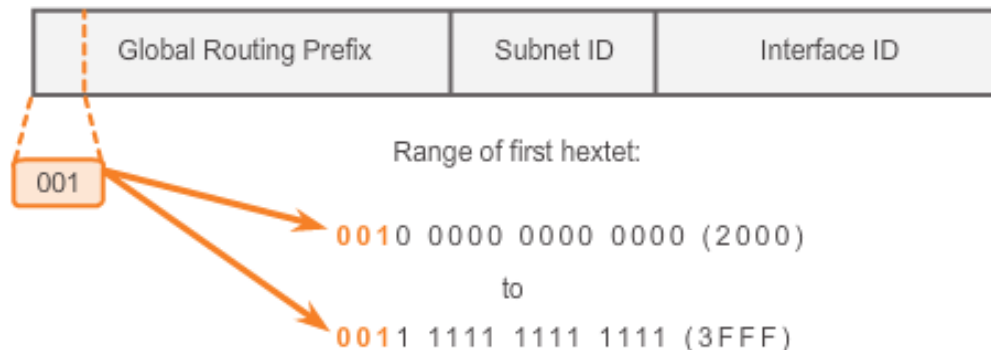 Global Routing Prefix Subnet ID Interface ID
Range of first hextet:
001
0010 0000 0000 0000 (2000)
to
0011 1111 1111 1111 (3FFF)